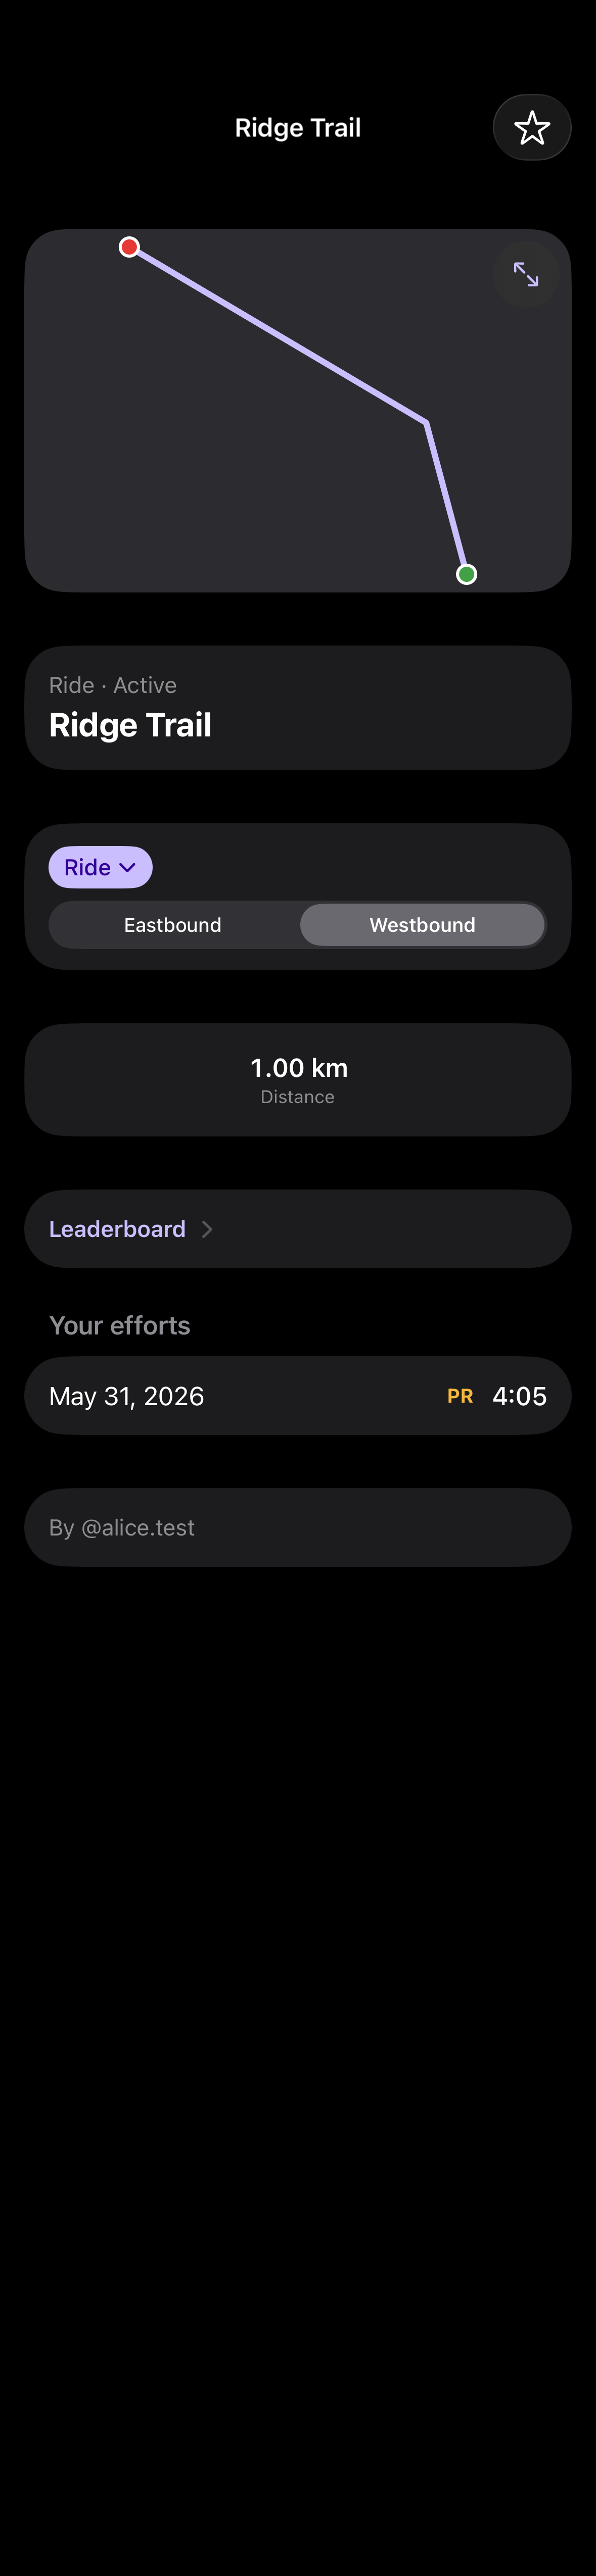 Ridge Trail
Ride · Active
Ridge Trail
Ride
Eastbound Westbound
1.00 km
Distance
Leaderboard
Your efforts
May 31, 2026 PR 4:05
By @alice.test